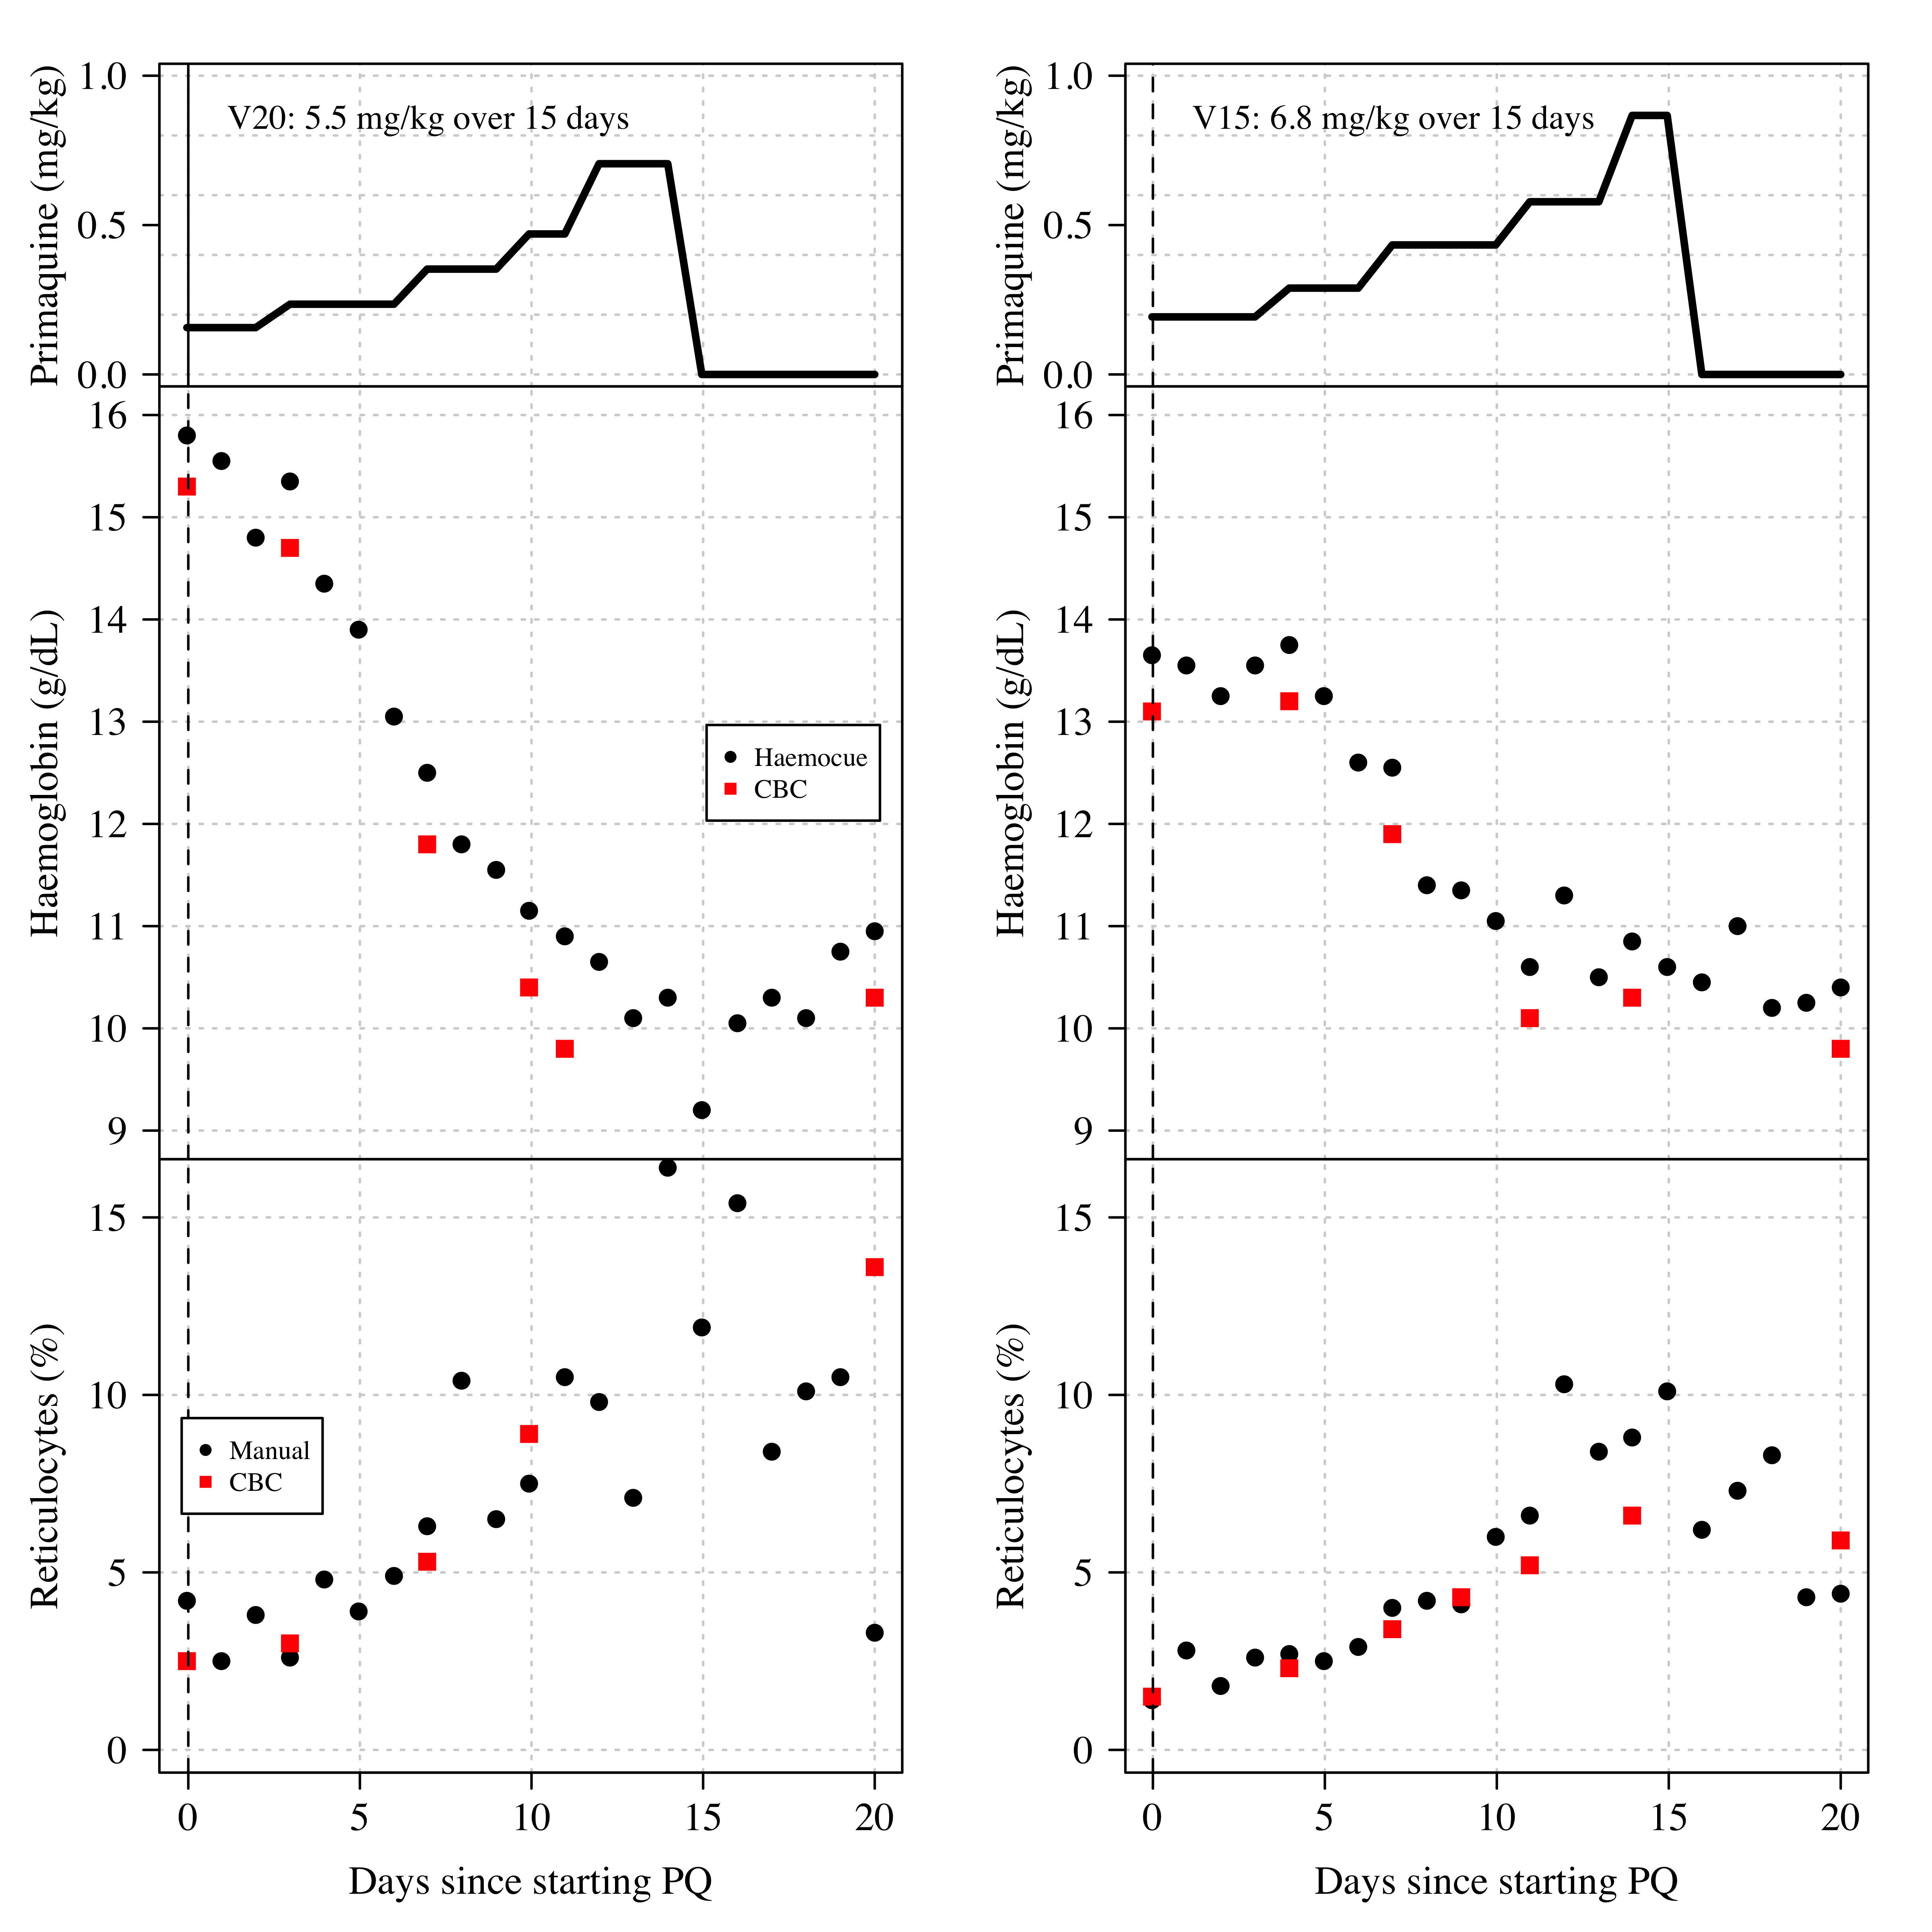 V20: 5.5 mg/kg over 15 days
Primaquine (mg/kg)
1.0
0.5
0.0
Haemoglobin (g/dL)
16
15
14
13
12
11
10
9
Haemocue
CBC
Reticulocytes (%)
15
10
5
0
Manual
CBC
0 5 10 15 20
Days since starting PQ
V15: 6.8 mg/kg over 15 days
Primaquine (mg/kg)
1.0
0.5
0.0
Haemoglobin (g/dL)
16
15
14
13
12
11
10
9
Reticulocytes (%)
15
10
5
0
0 5 10 15 20
Days since starting PQ